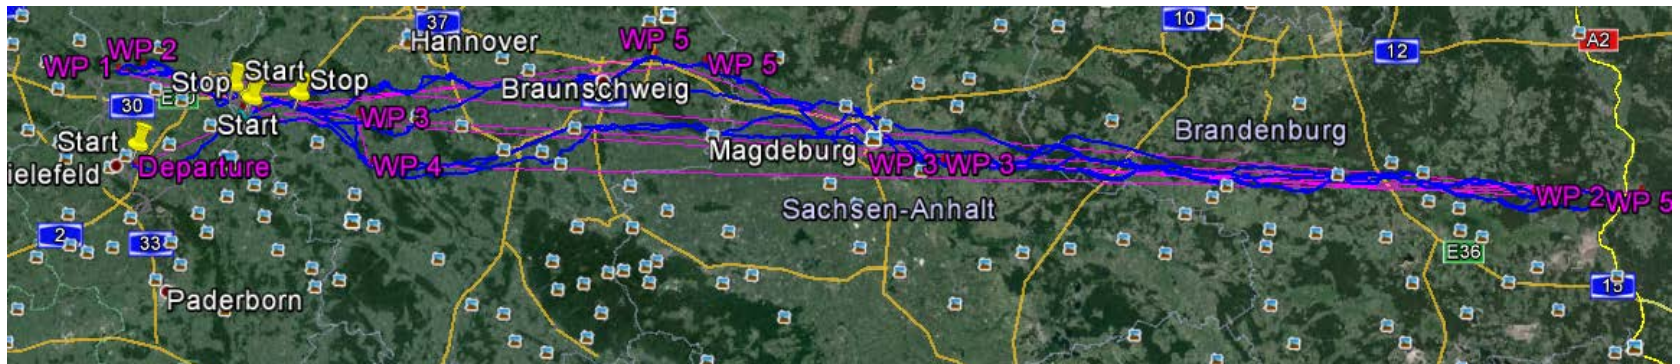 37
10
A2
12
Hannover
WP 5
WP 2
WP 1
WP 5
Start
Stop
Stop
Braunschweig
30
WP 3
Start
Brandenburg
Start
Magdeburg
WP 3
WP 3
WP 4
Departure
ielefeld
WP 2
WP 5
Sachsen-Anhalt
2
33
E36
15
Paderborn